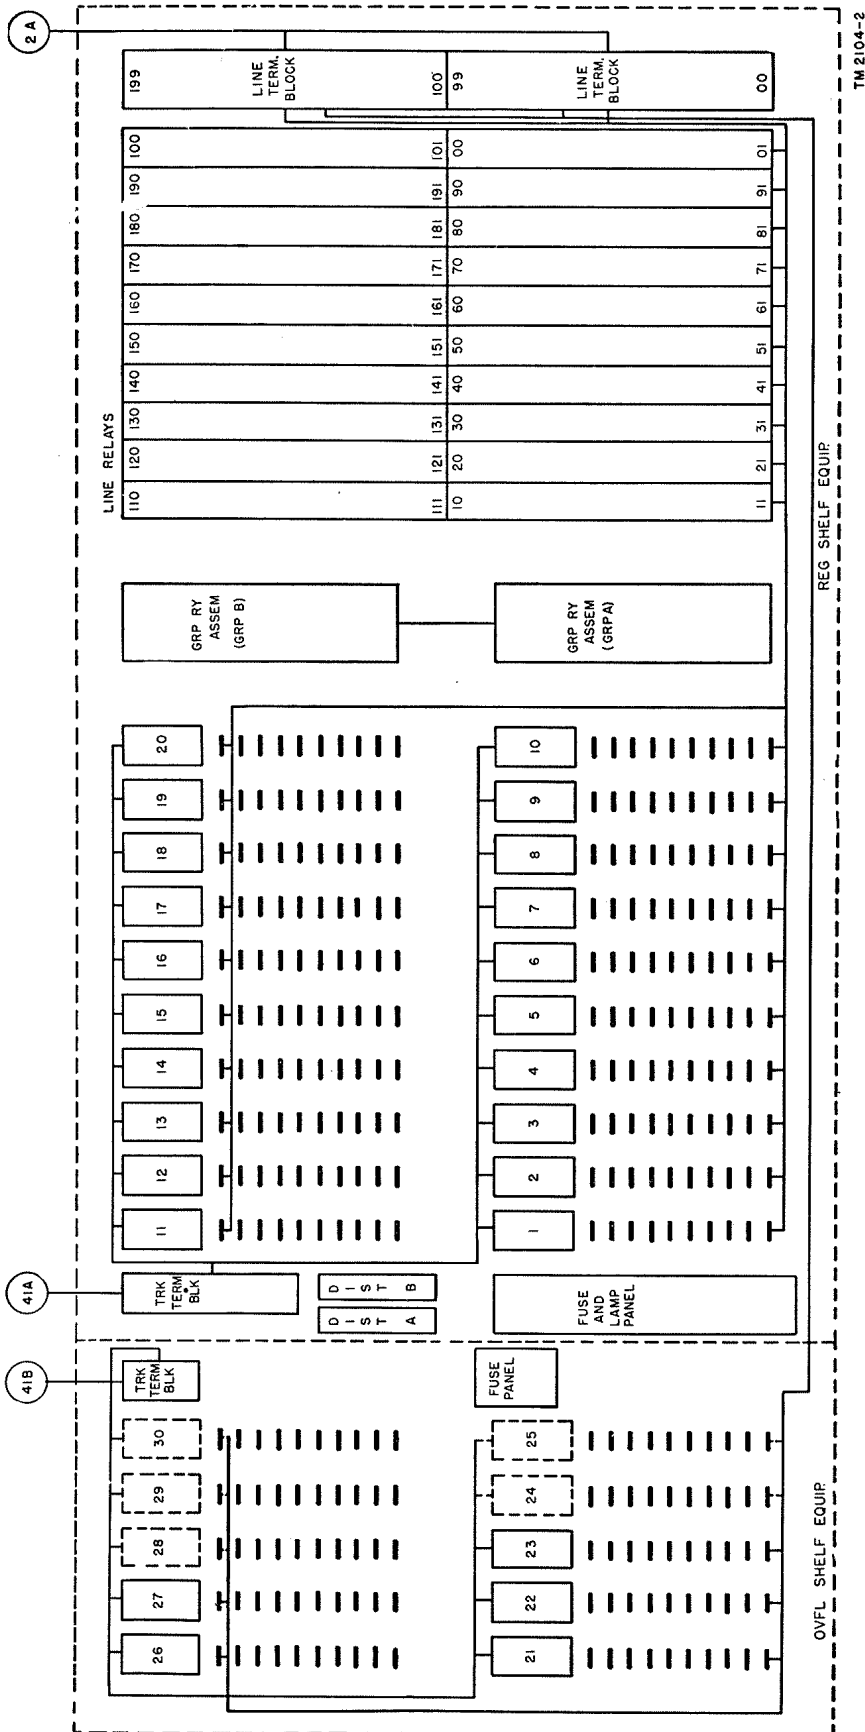 2A
199
LINE
TERM.
BLOCK
100
99
LINE
TERM.
BLOCK
00
LINE RELAYS
110 120 130 140 150 160 170 180 190 100
111 121 131 141 151 161 171 181 191 101
10 20 30 40 50 60 70 80 90 00
11 21 31 41 51 61 71 81 91 01
GRP RY
ASSEM
(GRP B)
GRP RY
ASSEM
(GRPA)
11 12 13 14 15 16 17 18 19 20
1 2 3 4 5 6 7 8 9 10
41A
TRK
TERM.
BLK
DIST B
DIST A
FUSE
AND
LAMP
PANEL
REG SHELF EQUIP.
41B
TRK
TERM
BLK
FUSE
PANEL
26 27 28 29 30
21 22 23 24 25
OVFL SHELF EQUIP.
TM 2104-2